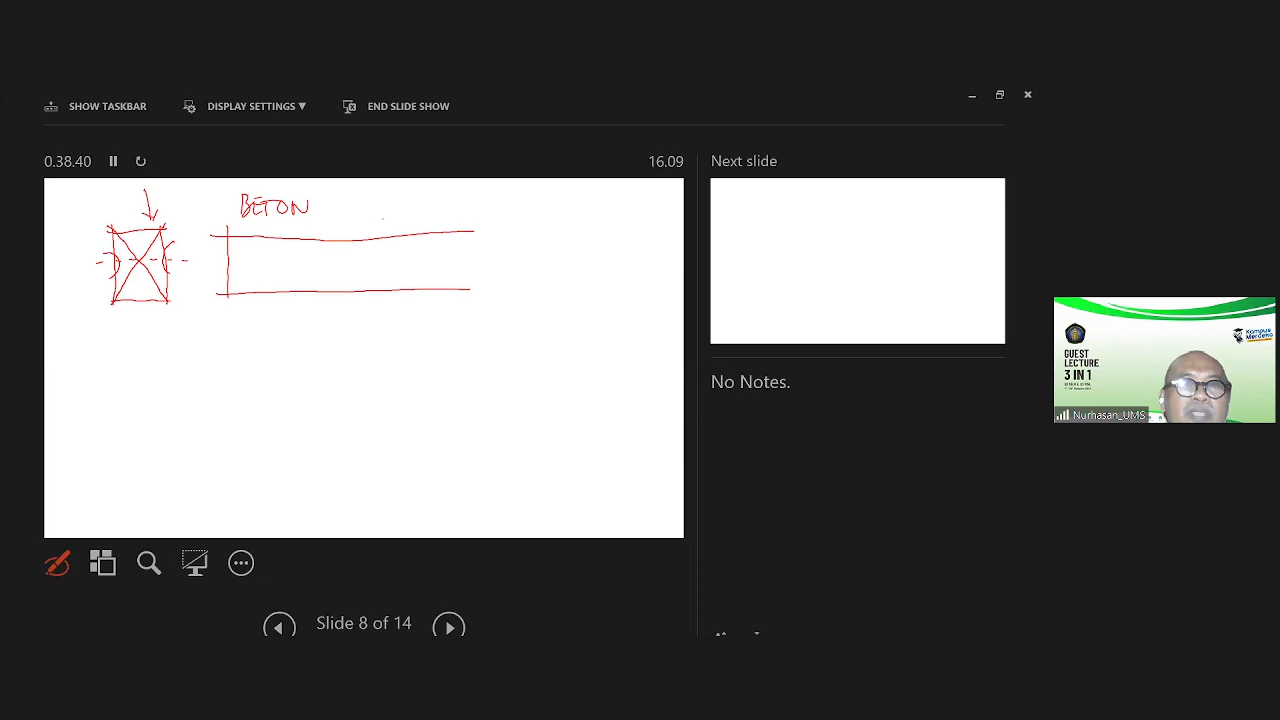 SHOW TASKBAR
DISPLAY SETTINGS ▼
END SLIDE SHOW
0.38.40
16.09
Next slide
BETON
No Notes.
GUEST
LECTURE
3 IN 1
Kampus
Merdeka
Nurhasan_UMS
Slide 8 of 14